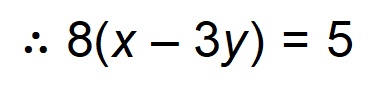 ∴ 8(x – 3y) = 5